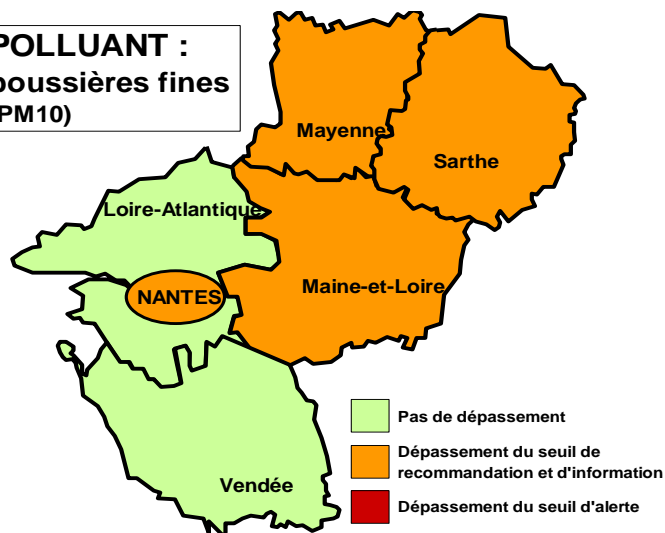 POLLUANT :
poussières fines
(PM10)
Mayenne
Sarthe
Loire-Atlantique
NANTES
Maine-et-Loire
Vendée
Pas de dépassement
Dépassement du seuil de
recommandation et d'information
Dépassement du seuil d'alerte